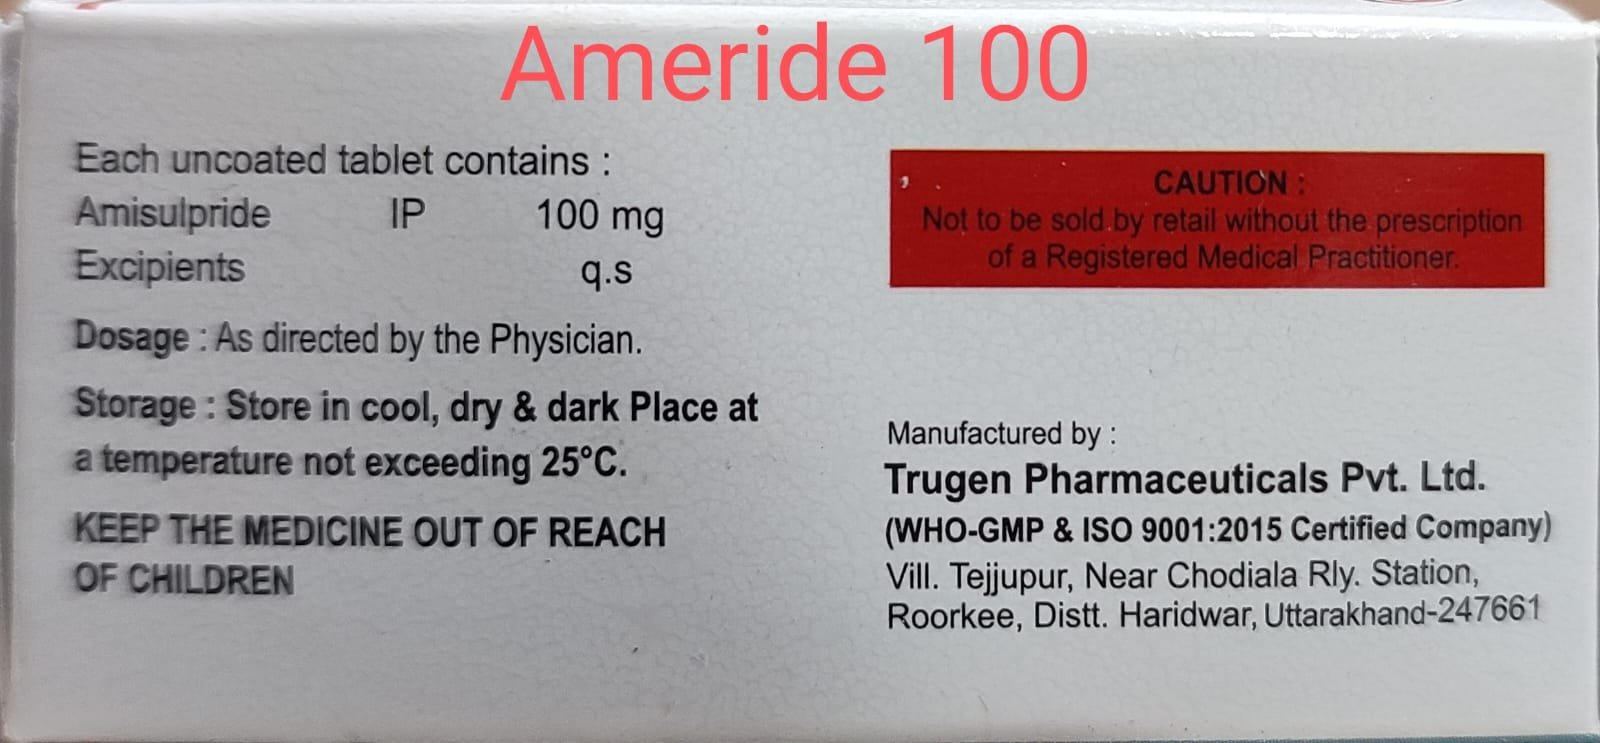 Ameride 100
Each uncoated tablet contains :
Amisulpride IP 100 mg
Excipients q.s
Dosage : As directed by the Physician.
Storage : Store in cool, dry & dark Place at
a temperature not exceeding 25°C.
KEEP THE MEDICINE OUT OF REACH
OF CHILDREN
CAUTION :
Not to be sold by retail without the prescription
of a Registered Medical Practitioner.
Manufactured by :
Trugen Pharmaceuticals Pvt. Ltd.
(WHO-GMP & ISO 9001:2015 Certified Company)
Vill. Tejjupur, Near Chodiala Rly. Station,
Roorkee, Distt. Haridwar, Uttarakhand-247661